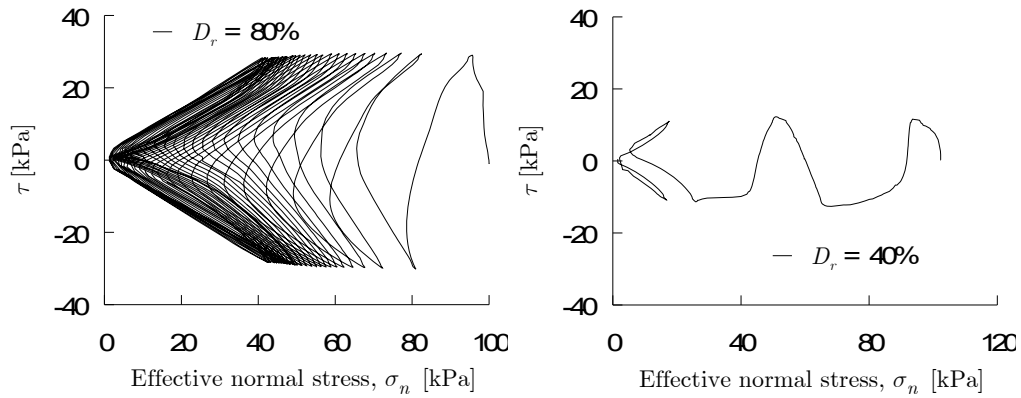 40
20
0
-20
-40
τ [kPa]
D_r = 80%
0 20 40 60 80 100
Effective normal stress, σ_n [kPa]
40
20
0
-20
-40
τ [kPa]
D_r = 40%
0 40 80 120
Effective normal stress, σ_n [kPa]